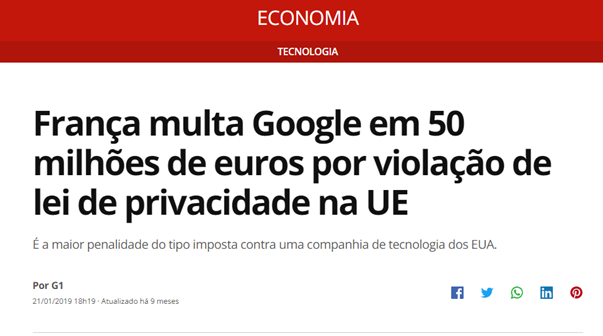 ECONOMIA
TECNOLOGIA
França multa Google em 50
milhões de euros por violação de
lei de privacidade na UE
É a maior penalidade do tipo imposta contra uma companhia de tecnologia dos EUA.
Por G1
21/01/2019 18h19 · Atualizado há 9 meses